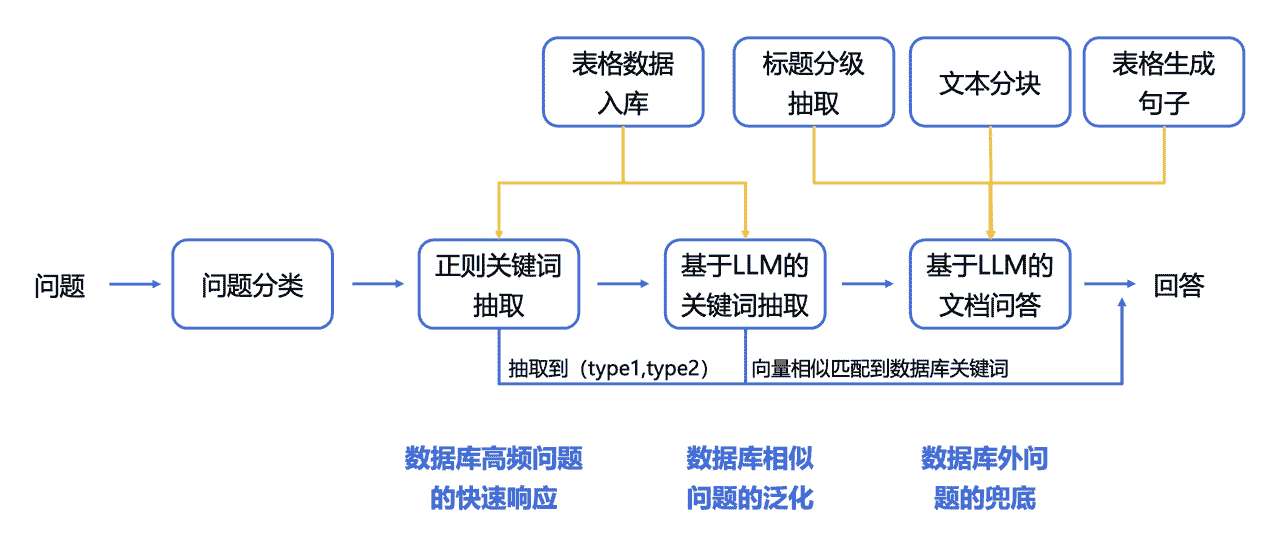 表格数据
入库
标题分级
抽取
文本分块
表格生成
句子
问题
问题分类
正则关键词
抽取
基于LLM的
关键词抽取
基于LLM的
文档问答
回答
抽取到（type1,type2）
向量相似匹配到数据库关键词
数据库高频问题
的快速响应
数据库相似
问题的泛化
数据库外问
题的兜底